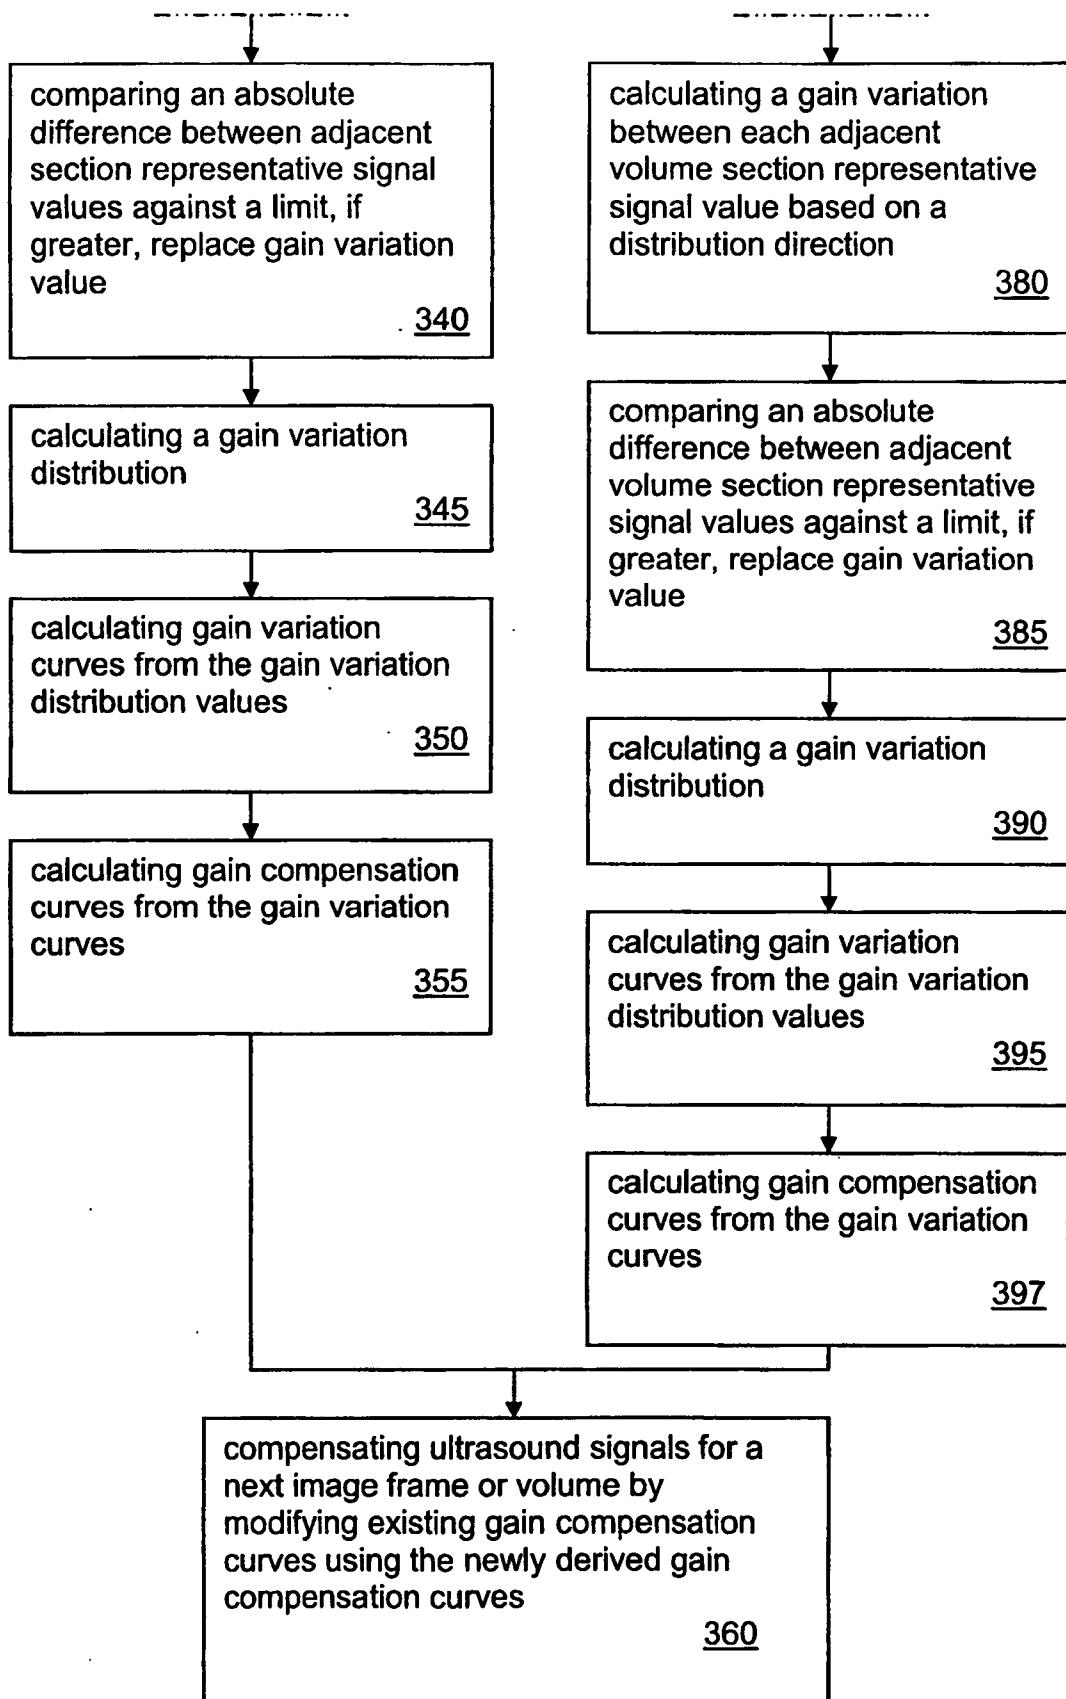 comparing an absolute
difference between adjacent
section representative signal
values against a limit, if
greater, replace gain variation
value
340
calculating a gain variation
distribution
345
calculating gain variation
curves from the gain variation
distribution values
350
calculating gain compensation
curves from the gain variation
curves
355
calculating a gain variation
between each adjacent
volume section representative
signal value based on a
distribution direction
380
comparing an absolute
difference between adjacent
volume section representative
signal values against a limit, if
greater, replace gain variation
value
385
calculating a gain variation
distribution
390
calculating gain variation
curves from the gain variation
distribution values
395
calculating gain compensation
curves from the gain variation
curves
397
compensating ultrasound signals for a
next image frame or volume by
modifying existing gain compensation
curves using the newly derived gain
compensation curves
360